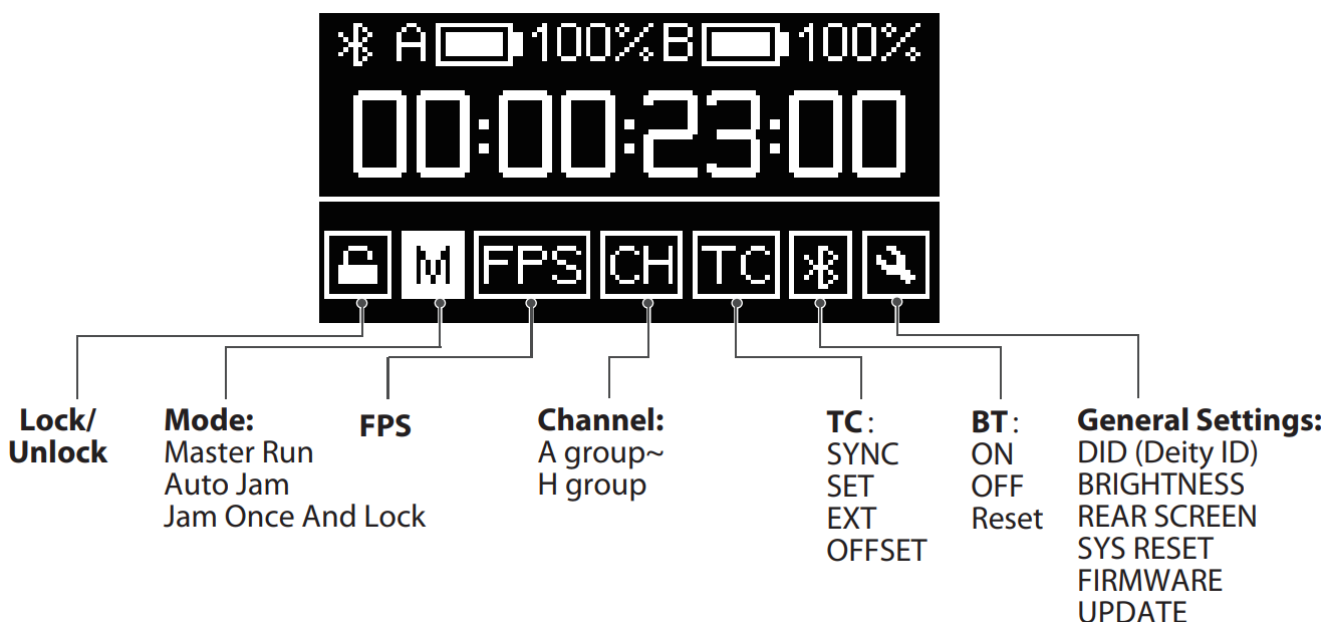 A 100% B 100%
00:00:23:00
M FPS CH TC
Lock/
Unlock
Mode:
Master Run
Auto Jam
Jam Once And Lock
FPS
Channel:
A group~
H group
TC:
SYNC
SET
EXT
OFFSET
BT:
ON
OFF
Reset
General Settings:
DID (Deity ID)
BRIGHTNESS
REAR SCREEN
SYS RESET
FIRMWARE
UPDATE